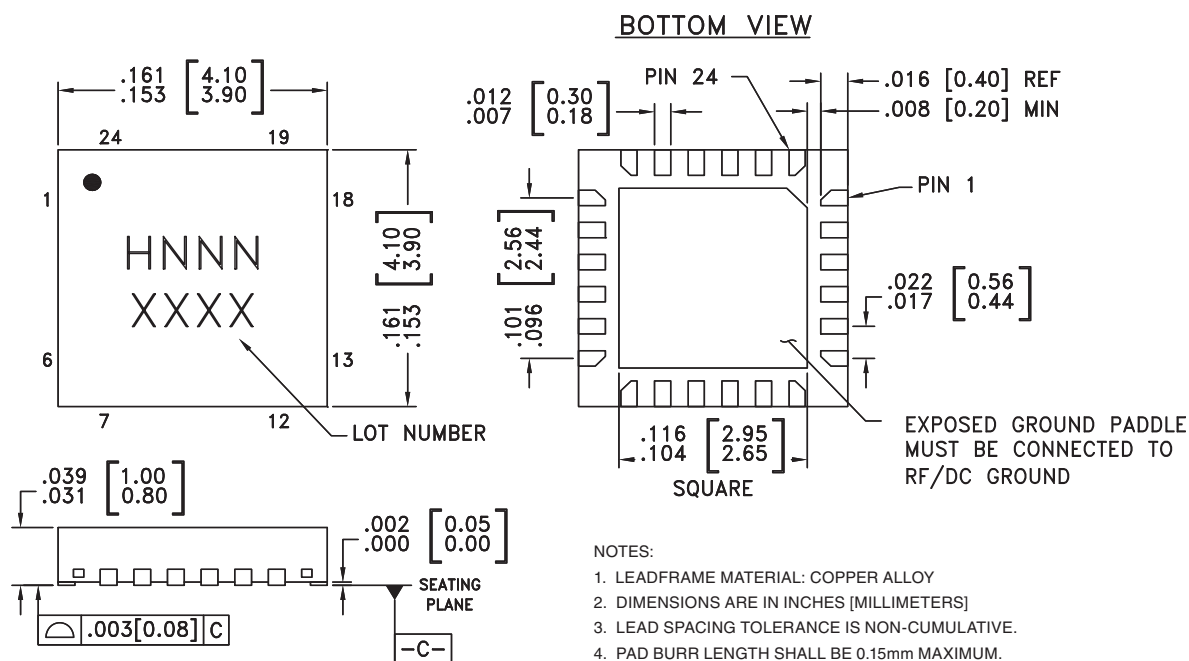 BOTTOM VIEW
.161 [4.10]
.153 [3.90]
24
19
1
18
HNNN
XXXX
6
13
7
12
LOT NUMBER
.161 [4.10]
.153 [3.90]
PIN 24
.012 [0.30]
.007 [0.18]
.016 [0.40] REF
.008 [0.20] MIN
PIN 1
.101 [2.56]
.096 [2.44]
.022 [0.56]
.017 [0.44]
.116 [2.95]
.104 [2.65]
SQUARE
EXPOSED GROUND PADDLE
MUST BE CONNECTED TO
RF/DC GROUND
.039 [1.00]
.031 [0.80]
.002 [0.05]
.000 [0.00]
SEATING
PLANE
.003[0.08] C
-C-
NOTES:
1. LEADFRAME MATERIAL: COPPER ALLOY
2. DIMENSIONS ARE IN INCHES [MILLIMETERS]
3. LEAD SPACING TOLERANCE IS NON-CUMULATIVE.
4. PAD BURR LENGTH SHALL BE 0.15mm MAXIMUM.